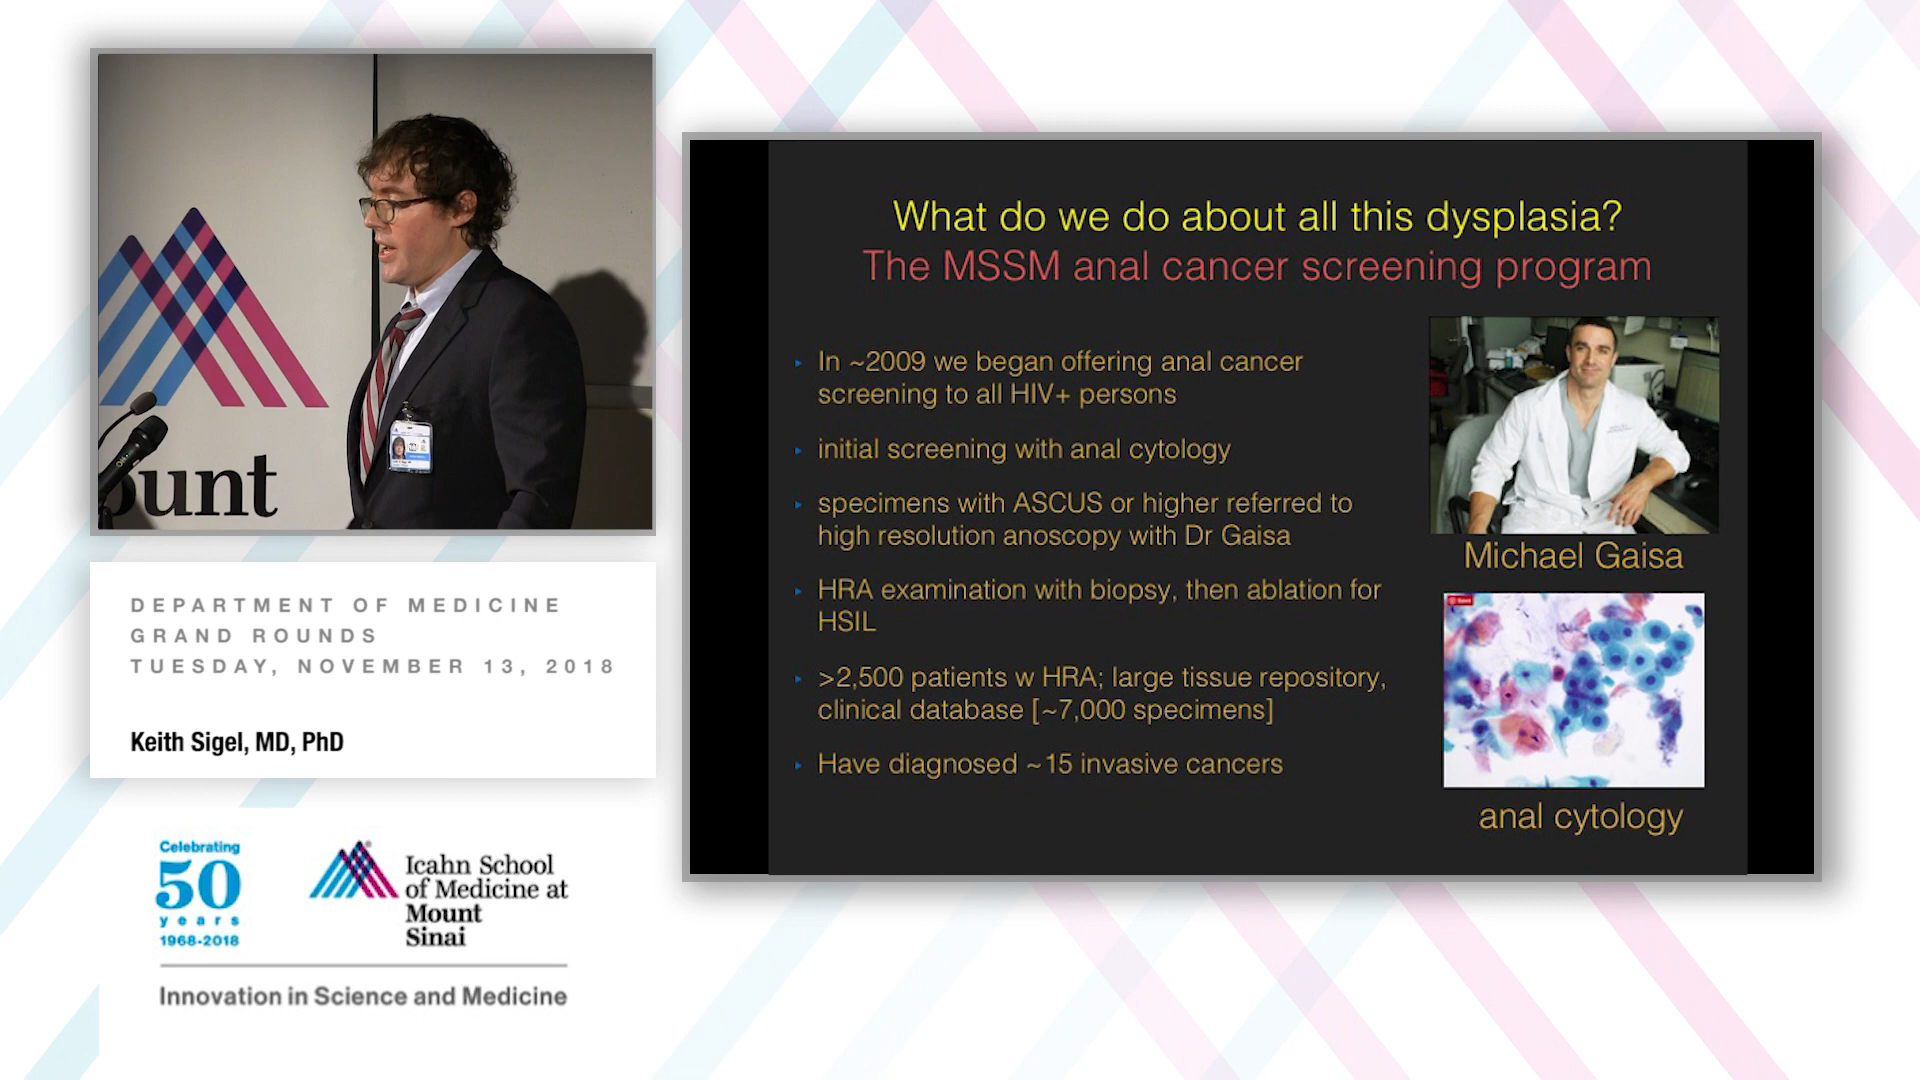 ount
DEPARTMENT OF MEDICINE
GRAND ROUNDS
TUESDAY, NOVEMBER 13, 2018
Keith Sigel, MD, PhD
Celebrating
50
years
1968-2018
Icahn School
of Medicine at
Mount
Sinai
Innovation in Science and Medicine
What do we do about all this dysplasia?
The MSSM anal cancer screening program
In ~2009 we began offering anal cancer
screening to all HIV+ persons
initial screening with anal cytology
specimens with ASCUS or higher referred to
high resolution anoscopy with Dr Gaisa
HRA examination with biopsy, then ablation for
HSIL
>2,500 patients w HRA; large tissue repository,
clinical database [~7,000 specimens]
Have diagnosed ~15 invasive cancers
Michael Gaisa
anal cytology